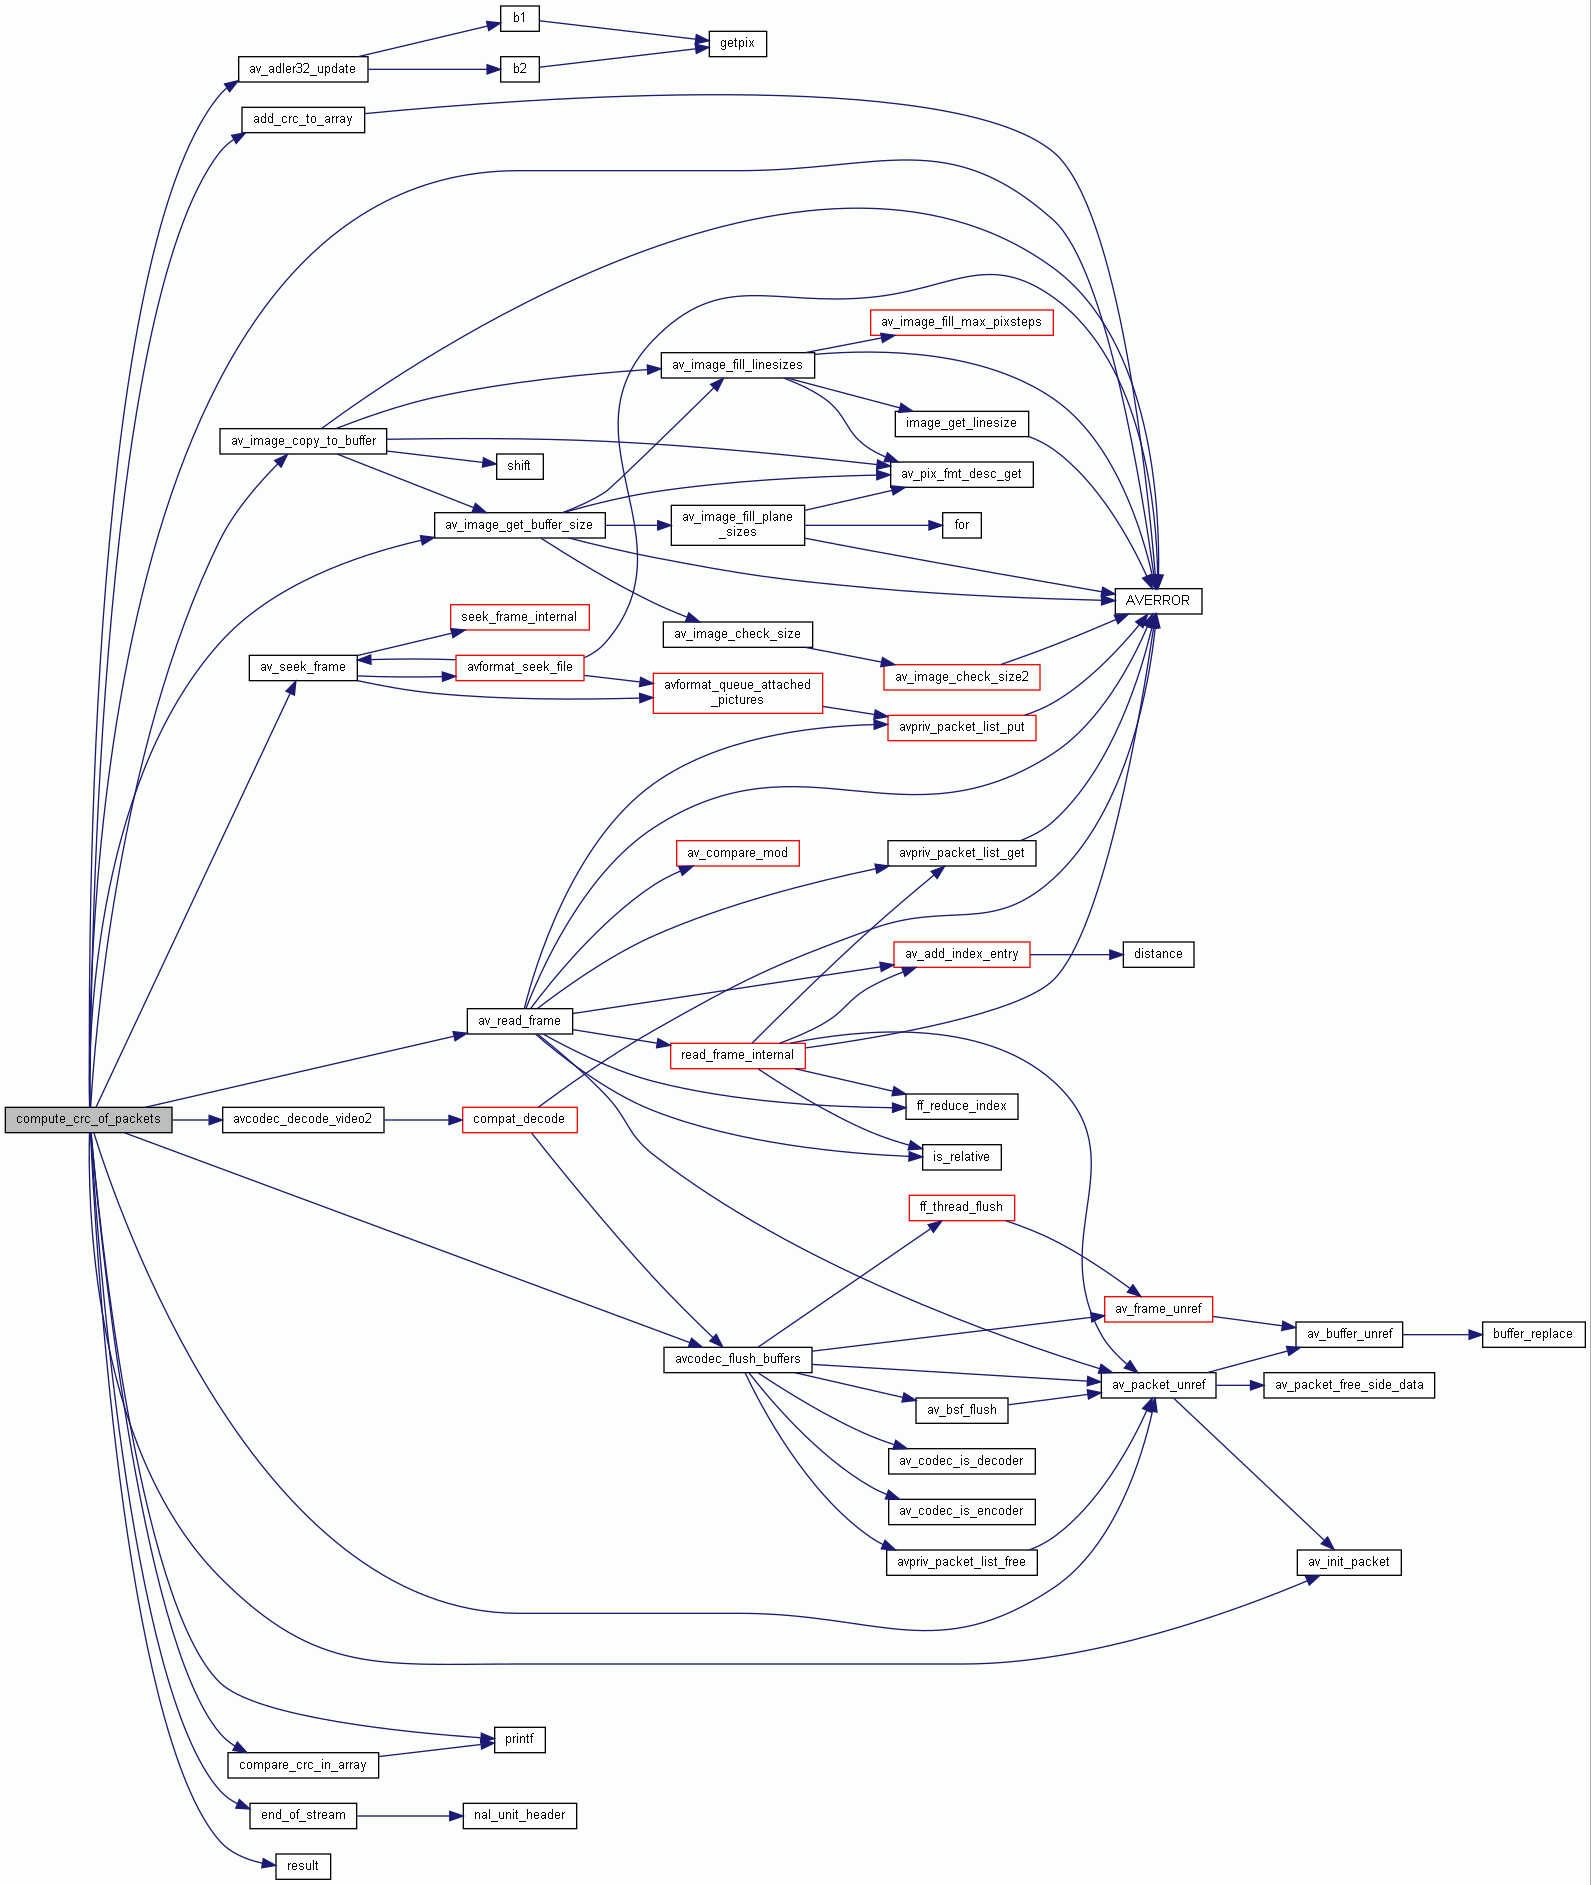 b1
getpix
av_adler32_update
b2
add_crc_to_array
av_image_fill_max_pixsteps
av_image_fill_linesizes
image_get_linesize
av_image_copy_to_buffer
shift
av_pix_fmt_desc_get
av_image_get_buffer_size
av_image_fill_plane
_sizes
for
AVERROR
seek_frame_internal
av_image_check_size
av_seek_frame
avformat_seek_file
av_image_check_size2
avformat_queue_attached
_pictures
avpriv_packet_list_put
av_compare_mod
avpriv_packet_list_get
av_add_index_entry
distance
av_read_frame
read_frame_internal
ff_reduce_index
compute_crc_of_packets
avcodec_decode_video2
compat_decode
is_relative
ff_thread_flush
av_frame_unref
av_buffer_unref
buffer_replace
avcodec_flush_buffers
av_packet_unref
av_packet_free_side_data
av_bsf_flush
av_codec_is_decoder
av_codec_is_encoder
avpriv_packet_list_free
av_init_packet
printf
compare_crc_in_array
end_of_stream
nal_unit_header
result